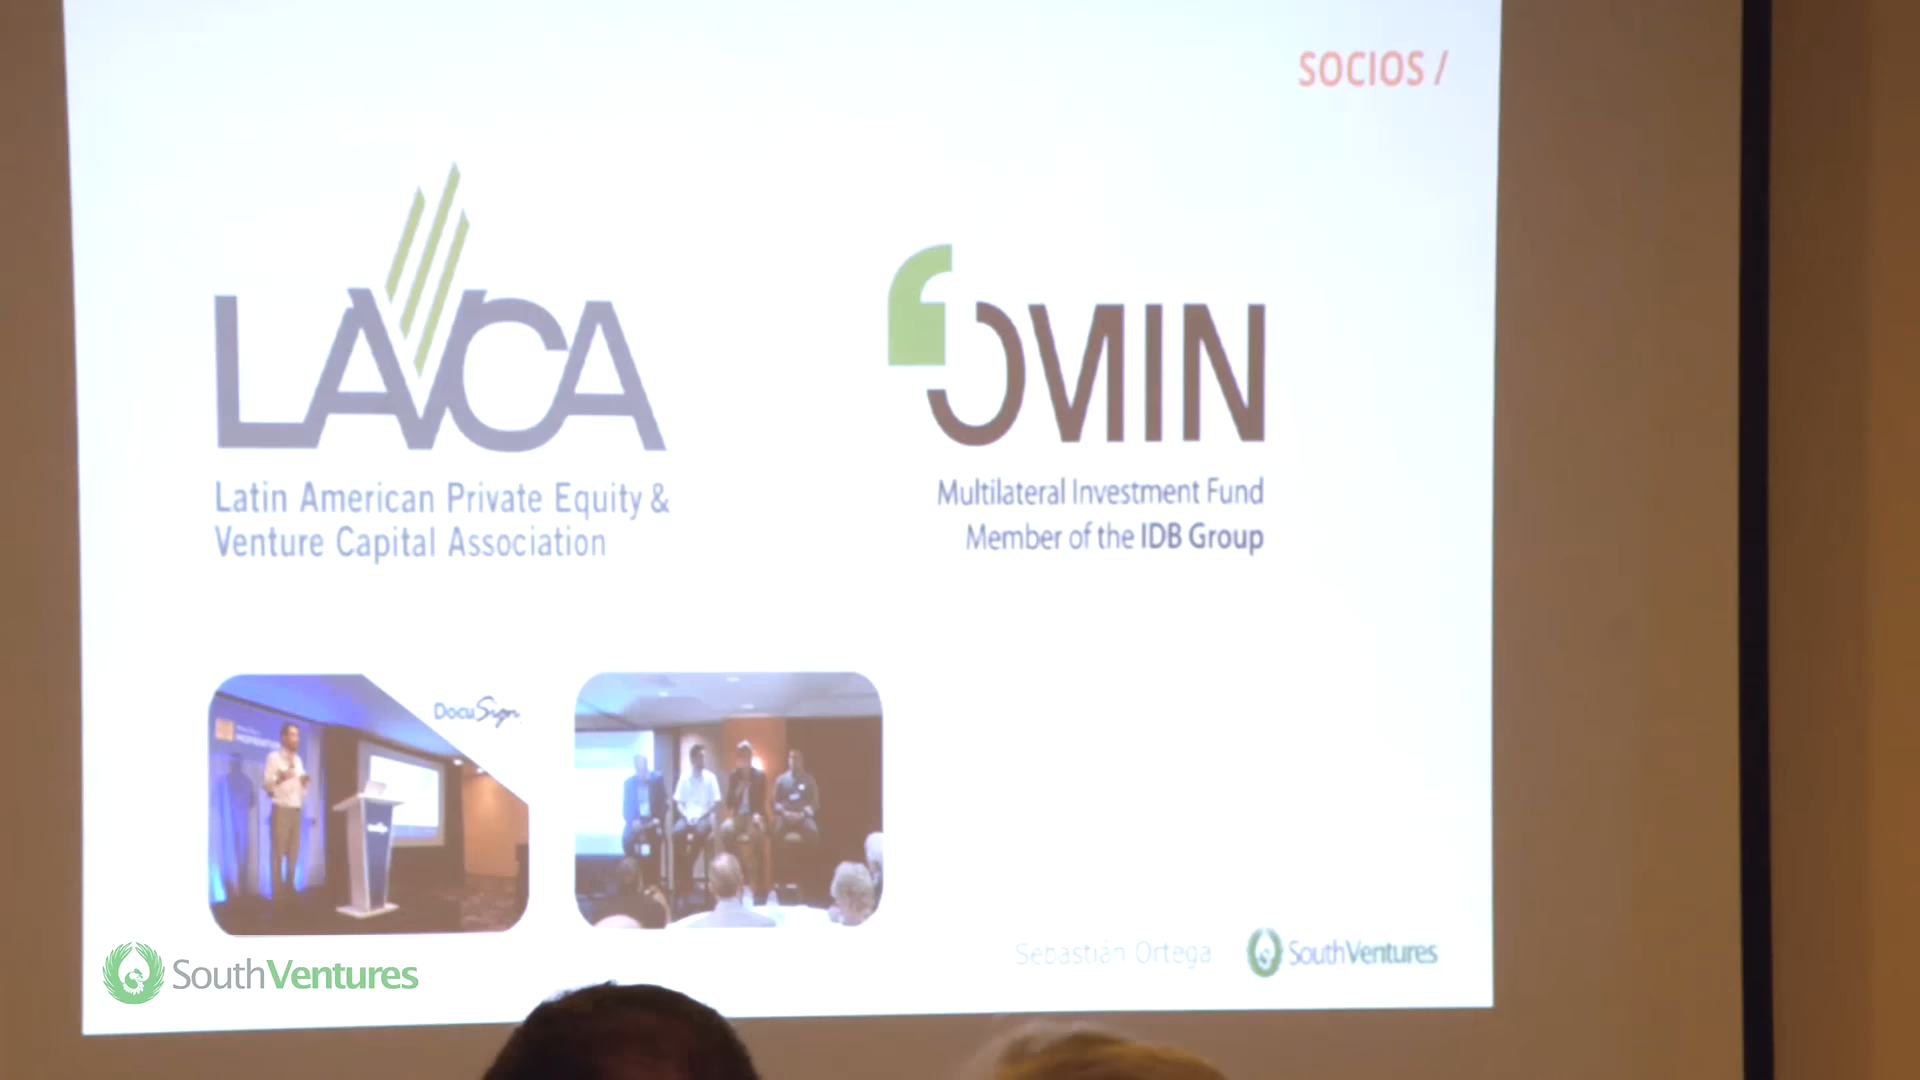 SOCIOS /
LAVCA
Latin American Private Equity &
Venture Capital Association
OMIN
Multilateral Investment Fund
Member of the IDB Group
DocuSign
Sebastián Ortega
SouthVentures
SouthVentures